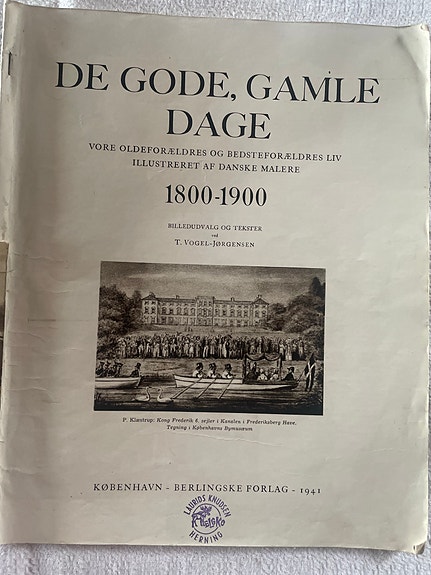 DE GODE, GAMLE
DAGE
VORE OLDEFORÆLDRES OG BEDSTEFORÆLDRES LIV
ILLUSTRERET AF DANSKE MALERE
1800-1900
BILLEDUDVALG OG TEKSTER
ved
T. VOGEL-JØRGENSEN
P. Klæstrup: Kong Frederik 6. sejler i Kanalen i Frederiksberg Have.
Tegning i Københavns Bymuseum
KØBENHAVN - BERLINGSKE FORLAG - 1941
LAURIDS KNUDSEN
HERNING